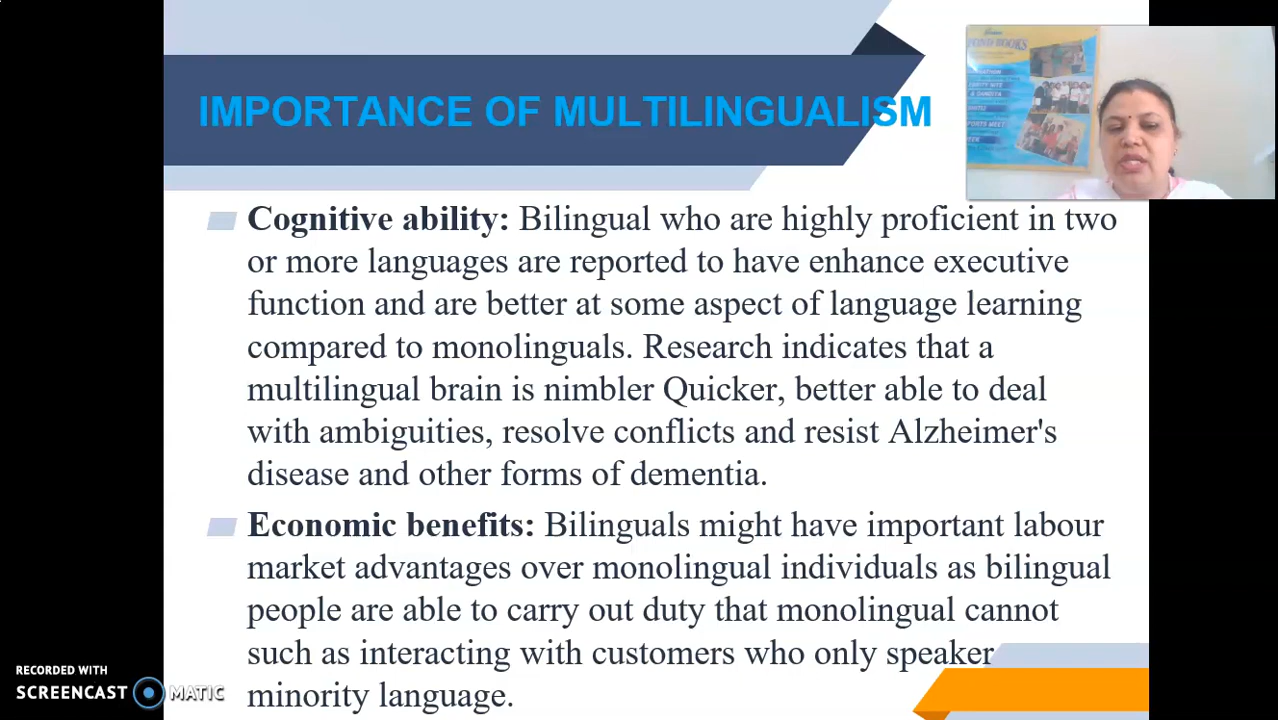 IMPORTANCE OF MULTILINGUALISM
Cognitive ability: Bilingual who are highly proficient in two
or more languages are reported to have enhance executive
function and are better at some aspect of language learning
compared to monolinguals. Research indicates that a
multilingual brain is nimbler Quicker, better able to deal
with ambiguities, resolve conflicts and resist Alzheimer's
disease and other forms of dementia.
Economic benefits: Bilinguals might have important labour
market advantages over monolingual individuals as bilingual
people are able to carry out duty that monolingual cannot
such as interacting with customers who only speaker
minority language.
RECORDED WITH
SCREENCAST MATIC